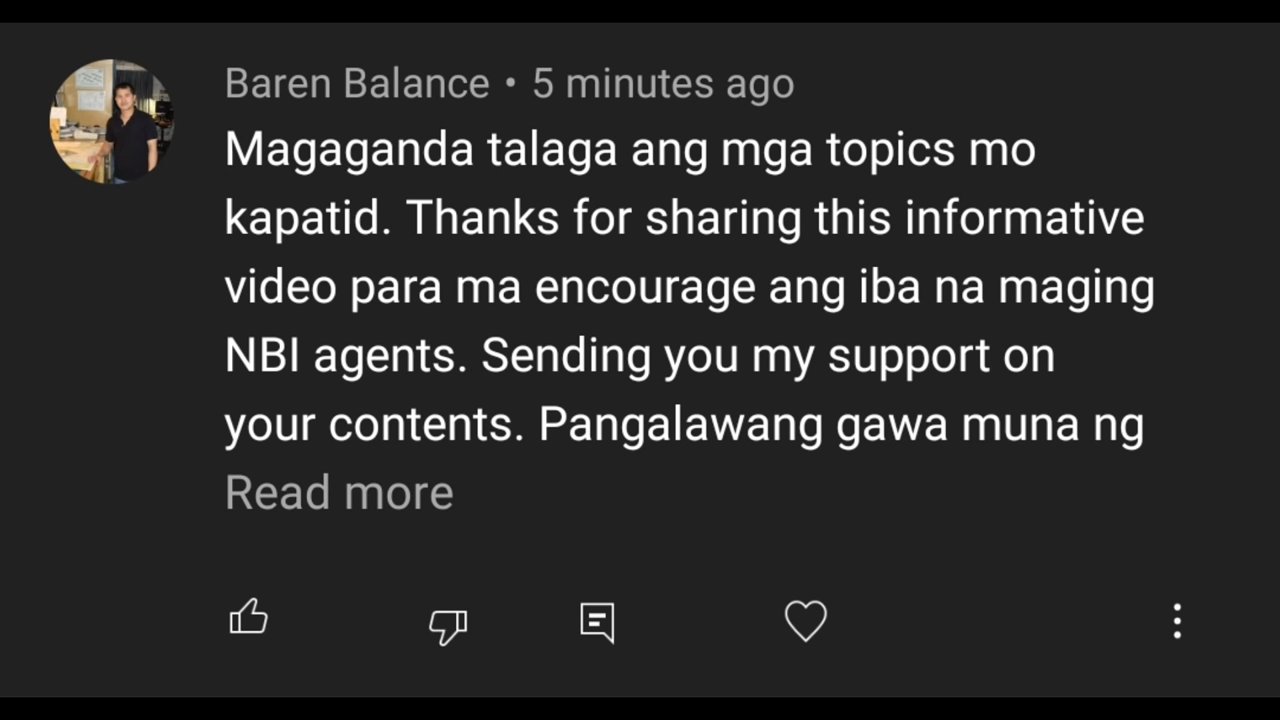 Baren Balance • 5 minutes ago
Magaganda talaga ang mga topics mo
kapatid. Thanks for sharing this informative
video para ma encourage ang iba na maging
NBI agents. Sending you my support on
your contents. Pangalawang gawa muna ng
Read more